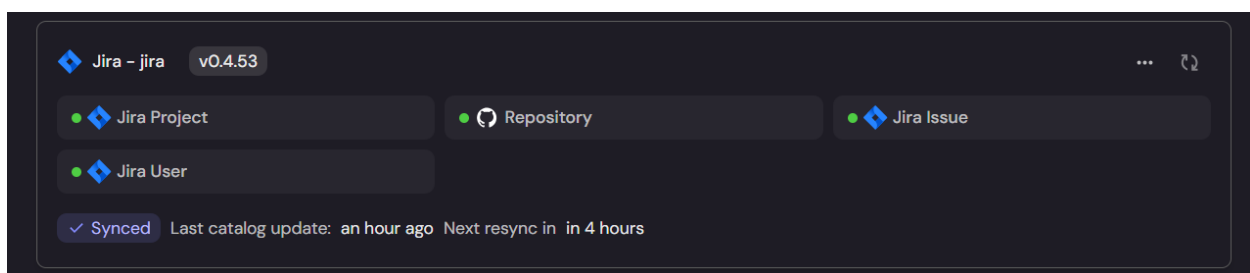 Jira - jira v0.4.53 ...
Jira Project Repository Jira Issue
Jira User
Synced Last catalog update: an hour ago Next resync in in 4 hours